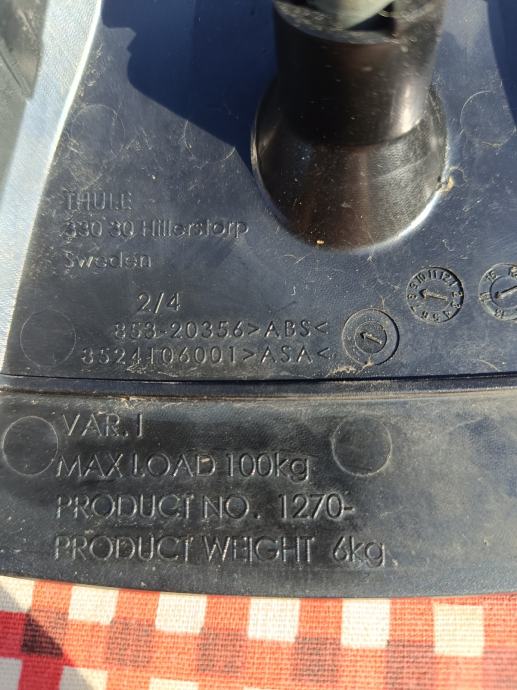 THULE
330 30 Hillerstorp
Sweden
2/4
853-20356>ABS<
8524106001>ASA<
VAR. I
MAX LOAD 100kg
PRODUCT NO. 1270-
PRODUCT WEIGHT 6kg